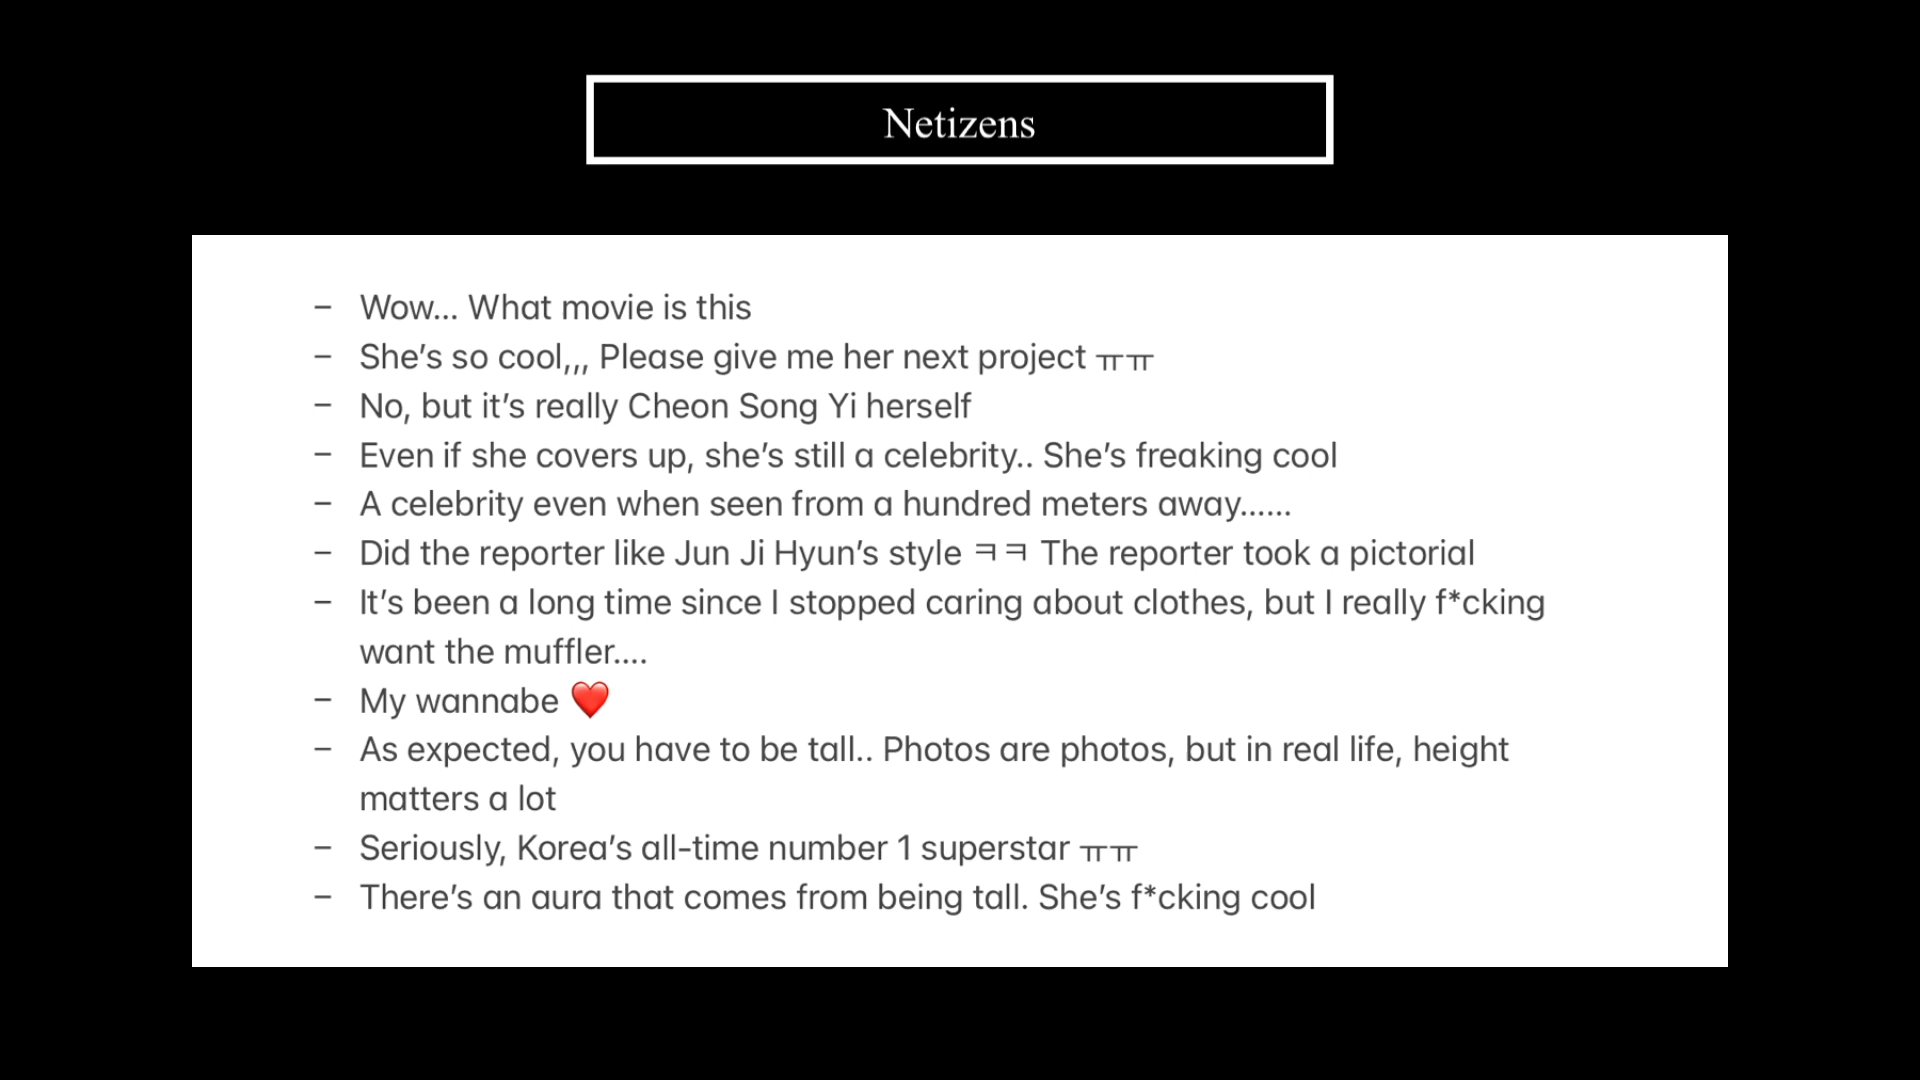 Netizens
– Wow... What movie is this
– She’s so cool,,, Please give me her next project ㅠㅠ
– No, but it’s really Cheon Song Yi herself
– Even if she covers up, she’s still a celebrity.. She’s freaking cool
– A celebrity even when seen from a hundred meters away......
– Did the reporter like Jun Ji Hyun’s style ㅋㅋ The reporter took a pictorial
– It’s been a long time since I stopped caring about clothes, but I really f*cking
want the muffler....
– My wannabe ❤️
– As expected, you have to be tall.. Photos are photos, but in real life, height
matters a lot
– Seriously, Korea’s all-time number 1 superstar ㅠㅠ
– There’s an aura that comes from being tall. She’s f*cking cool